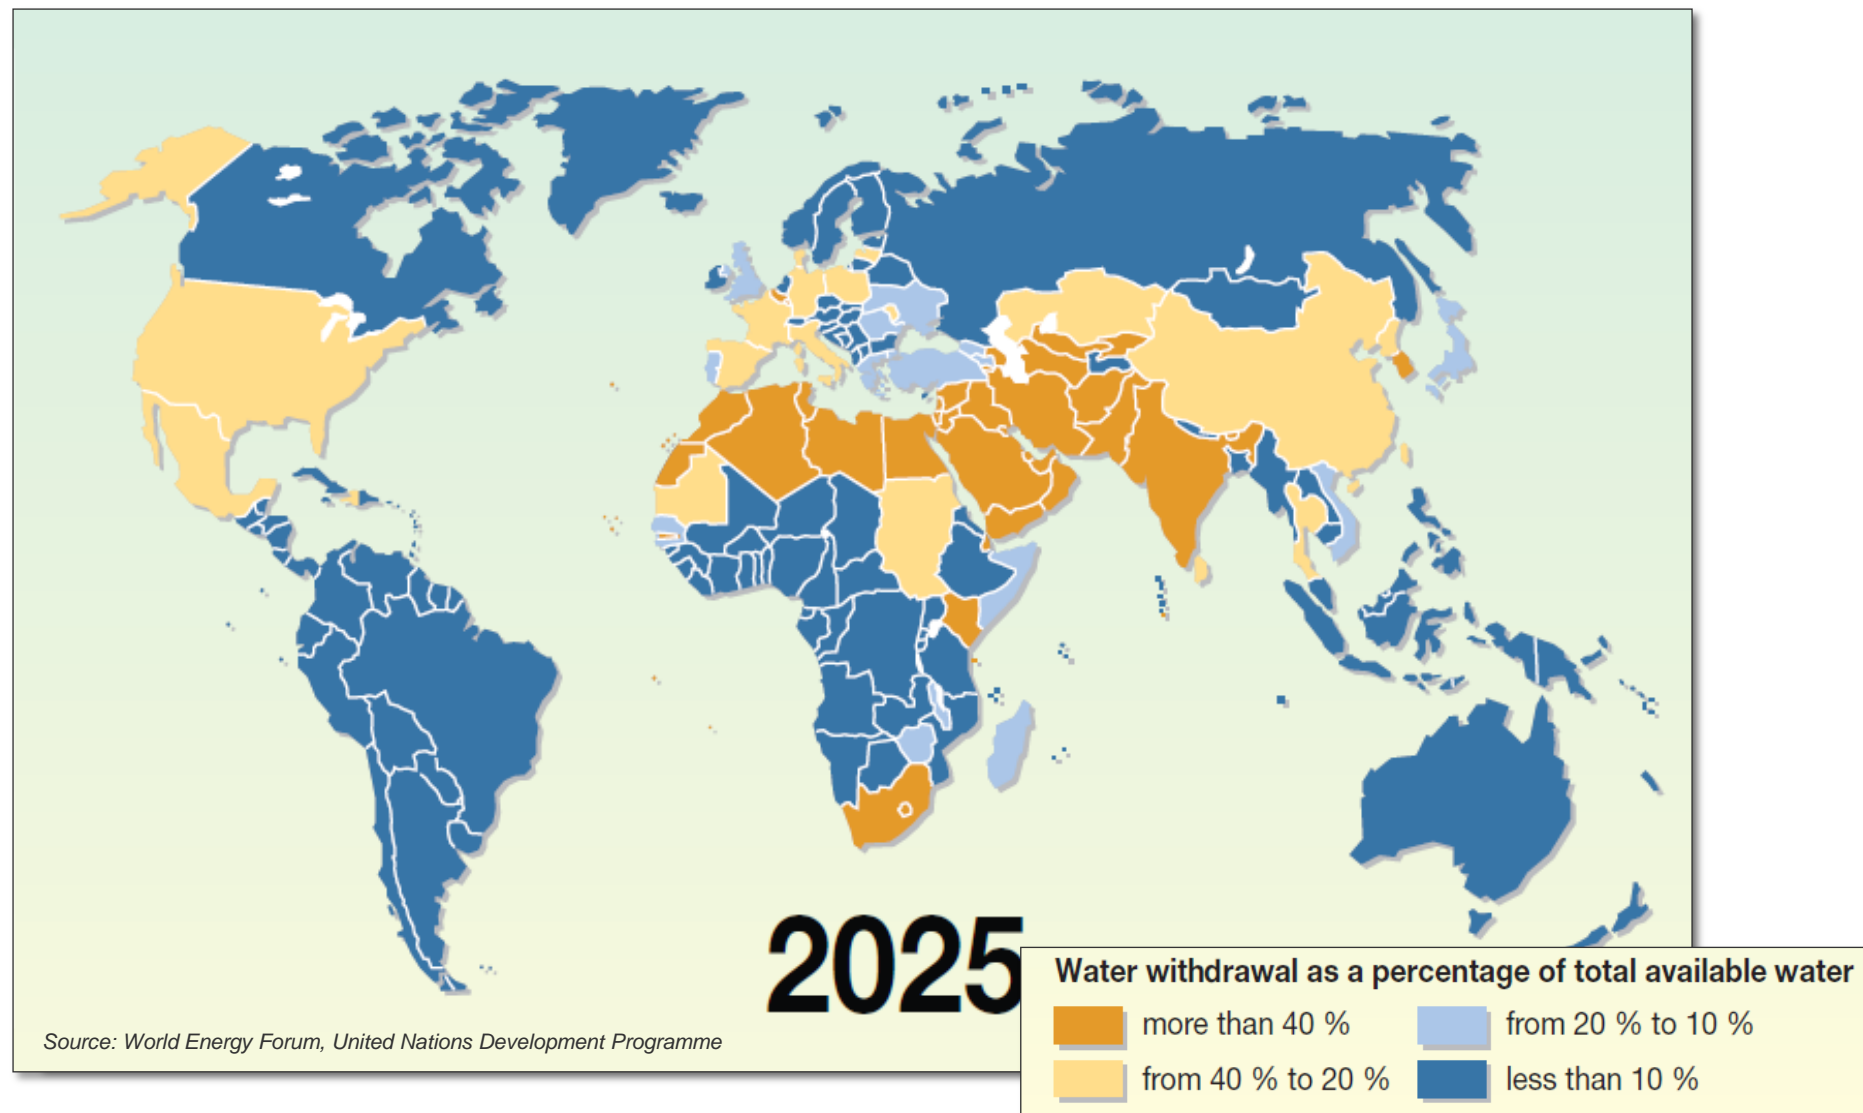 2025
Source: World Energy Forum, United Nations Development Programme
Water withdrawal as a percentage of total available water
more than 40 %
from 20 % to 10 %
from 40 % to 20 %
less than 10 %